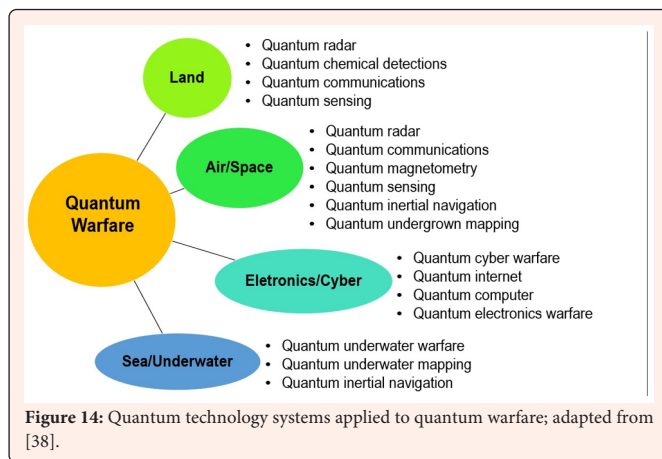 Quantum Warfare
Land
• Quantum radar
• Quantum chemical detections
• Quantum communications
• Quantum sensing
Air/Space
• Quantum radar
• Quantum communications
• Quantum magnetometry
• Quantum sensing
• Quantum inertial navigation
• Quantum undergrown mapping
Eletronics/Cyber
• Quantum cyber warfare
• Quantum internet
• Quantum computer
• Quantum electronics warfare
Sea/Underwater
• Quantum underwater warfare
• Quantum underwater mapping
• Quantum inertial navigation
Figure 14: Quantum technology systems applied to quantum warfare; adapted from
[38].